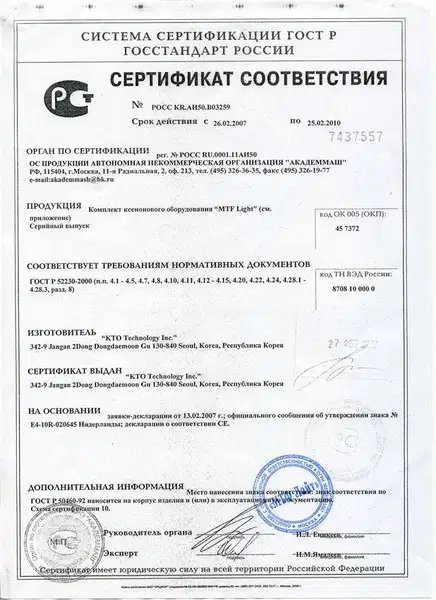 СИСТЕМА СЕРТИФИКАЦИИ ГОСТ Р
ГОССТАНДАРТ РОССИИ
СЕРТИФИКАТ СООТВЕТСТВИЯ
№ РОСС KR.АИ50.В03259
Срок действия с 26.02.2007 по 25.02.2010
7437557
ОРГАН ПО СЕРТИФИКАЦИИ рег. № РОСС RU.0001.11АИ50
ОС ПРОДУКЦИИ АВТОНОМНАЯ НЕКОММЕРЧЕСКАЯ ОРГАНИЗАЦИЯ "АКАДЕММАШ"
РФ, 115404, г.Москва, 11-я Радиальная, 2, оф. 213, тел. (495) 326-36-35, факс (495) 326-19-77
e-mail:akademmash@bk.ru
ПРОДУКЦИЯ Комплект ксенонового оборудования "MTF Light" (см.
приложение)
Серийный выпуск
код ОК 005 (ОКП):
45 7372
СООТВЕТСТВУЕТ ТРЕБОВАНИЯМ НОРМАТИВНЫХ ДОКУМЕНТОВ
ГОСТ Р 52230-2000 (п.п. 4.1 - 4.5, 4.7, 4.8, 4.10, 4.11, 4.12 - 4.15, 4.20, 4.22, 4.24, 4.28.1 -
4.28.3, разд. 8)
код ТН ВЭД России:
8708 10 000 0
ИЗГОТОВИТЕЛЬ "KTO Technology Inc."
342-9 Jangan 2Dong Dongdaemoon Gu 130-840 Seoul, Korea, Республика Корея
СЕРТИФИКАТ ВЫДАН "KTO Technology Inc."
342-9 Jangan 2Dong Dongdaemoon Gu 130-840 Seoul, Korea, Республика Корея
НА ОСНОВАНИИ заявки-декларации от 13.02.2007 г.; официального сообщения об утверждении знака №
E4-10R-020645 Нидерланды; декларации о соответствии CE.
ДОПОЛНИТЕЛЬНАЯ ИНФОРМАЦИЯ Место нанесения знака соответствия: знак соответствия по
ГОСТ Р 50460-92 наносится на корпус изделия и (или) в эксплуатационную документацию.
Схема сертификации 10.
М.П.
Руководитель органа
Эксперт
Сертификат имеет юридическую силу на всей территории Российской Федерации